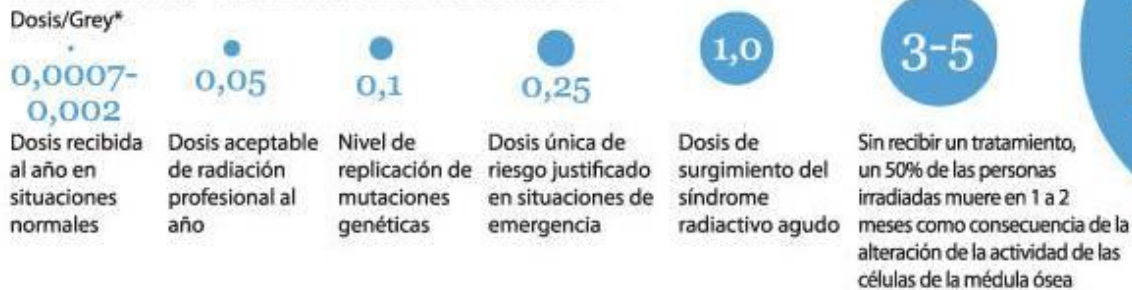 Dosis/Grey*
0,0007-
0,002
Dosis recibida
al año en
situaciones
normales
0,05
Dosis aceptable
de radiación
profesional al
año
0,1
Nivel de
replicación de
mutaciones
genéticas
0,25
Dosis única de
riesgo justificado
en situaciones de
emergencia
1,0
Dosis de
surgimiento del
síndrome
radiactivo agudo
3-5
Sin recibir un tratamiento,
un 50% de las personas
irradiadas muere en 1 a 2
meses como consecuencia de la
alteración de la actividad de las
células de la médula ósea